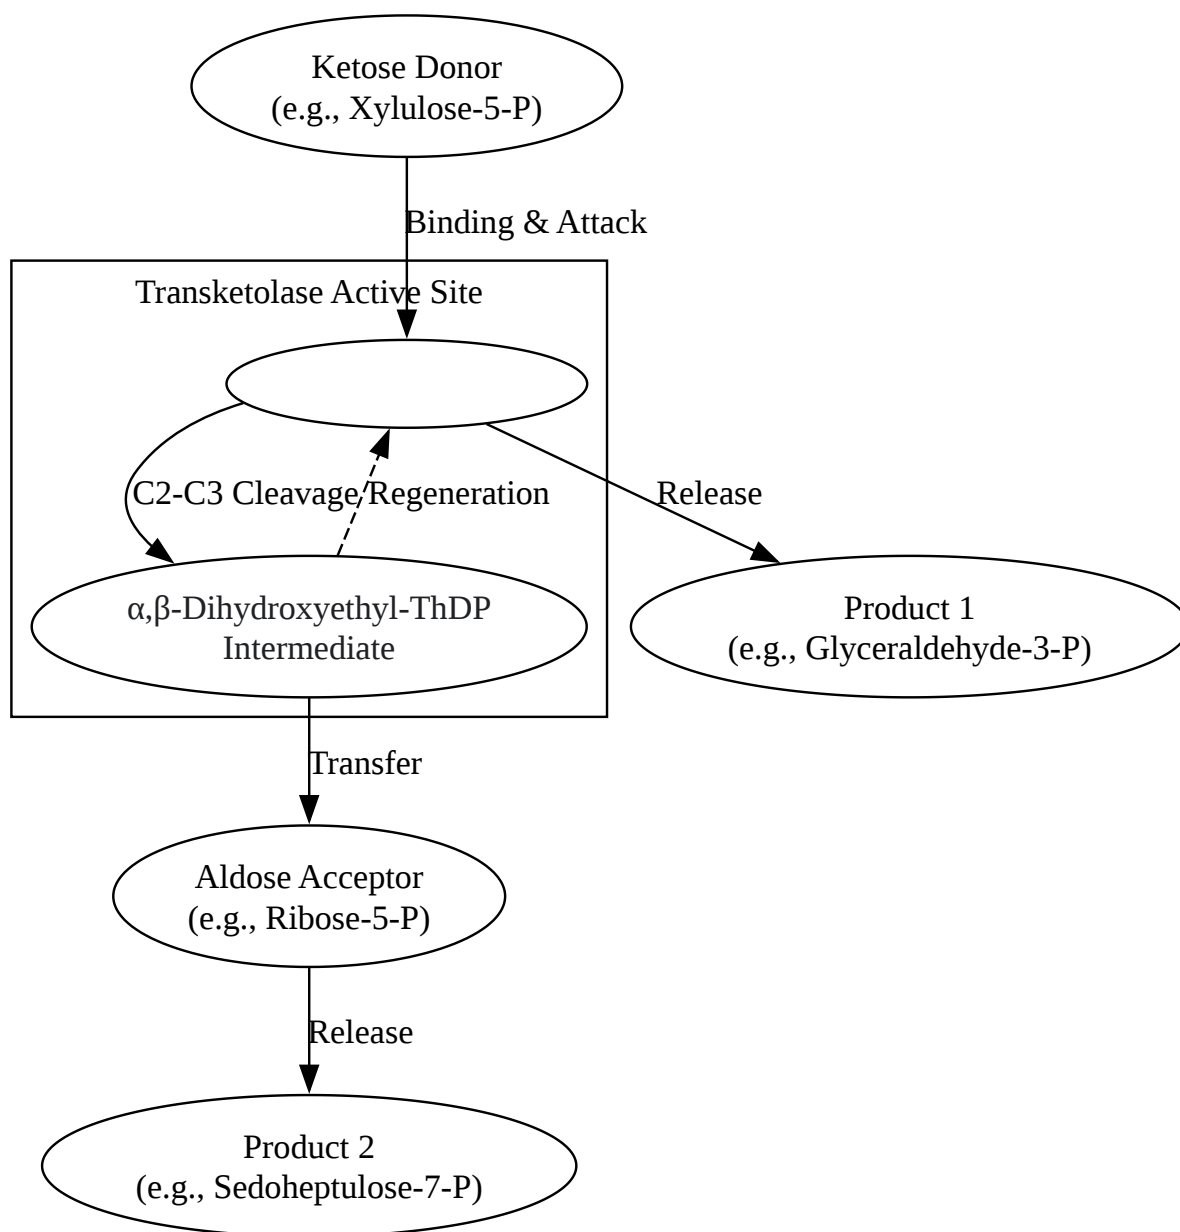 Ketose Donor
(e.g., Xylulose-5-P)
Binding & Attack
Transketolase Active Site
C2-C3 Cleavage
Regeneration
Release
α,β-Dihydroxyethyl-ThDP
Intermediate
Product 1
(e.g., Glyceraldehyde-3-P)
Transfer
Aldose Acceptor
(e.g., Ribose-5-P)
Release
Product 2
(e.g., Sedoheptulose-7-P)